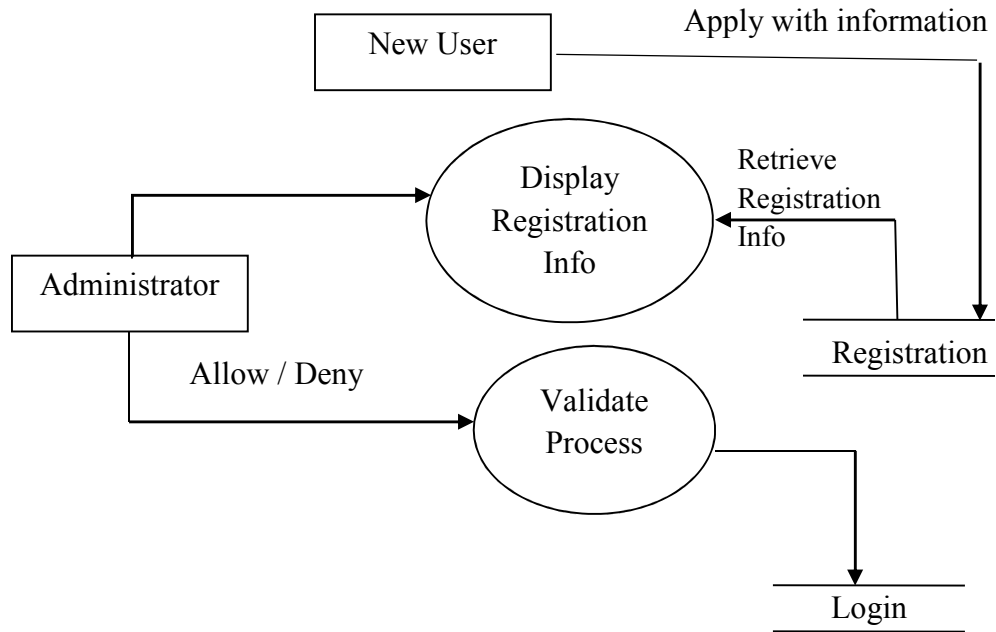 Apply with information
New User
Display
Registration
Info
Retrieve
Registration
Info
Administrator
Registration
Allow / Deny
Validate
Process
Login